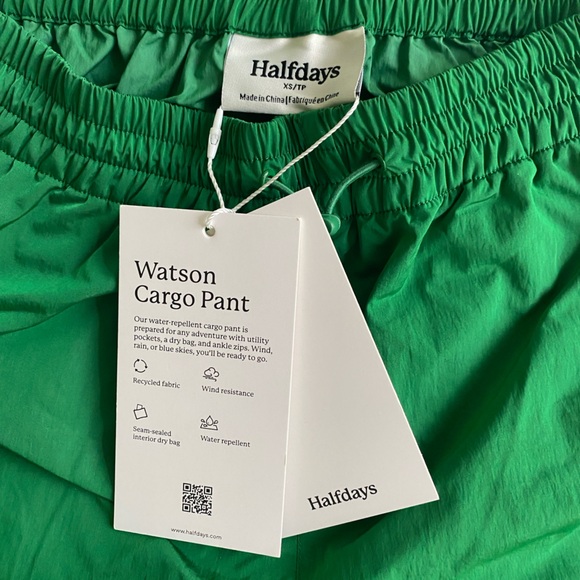 Halfdays
XS/TP
Made in China | Fabriqué en Chine
Watson
Cargo Pant
Our water-repellent cargo pant is
prepared for any adventure with utility
pockets, a dry bag, and ankle zips. Wind,
rain, or blue skies, you'll be ready to go.
Recycled fabric
Wind resistance
Seam-sealed
interior dry bag
Water repellent
www.halfdays.com
Halfdays